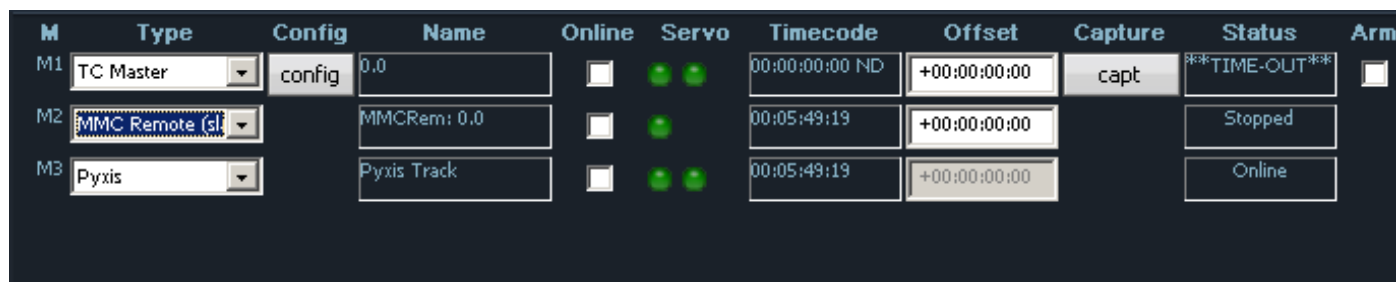 M Type Config Name Online Servo Timecode Offset Capture Status Arm
M1 TC Master config 0.0 00:00:00:00 ND +00:00:00:00 capt **TIME-OUT**
M2 MMC Remote (sl MMCRem: 0.0 00:05:49:19 +00:00:00:00 Stopped
M3 Pyxis Pyxis Track 00:05:49:19 +00:00:00:00 Online